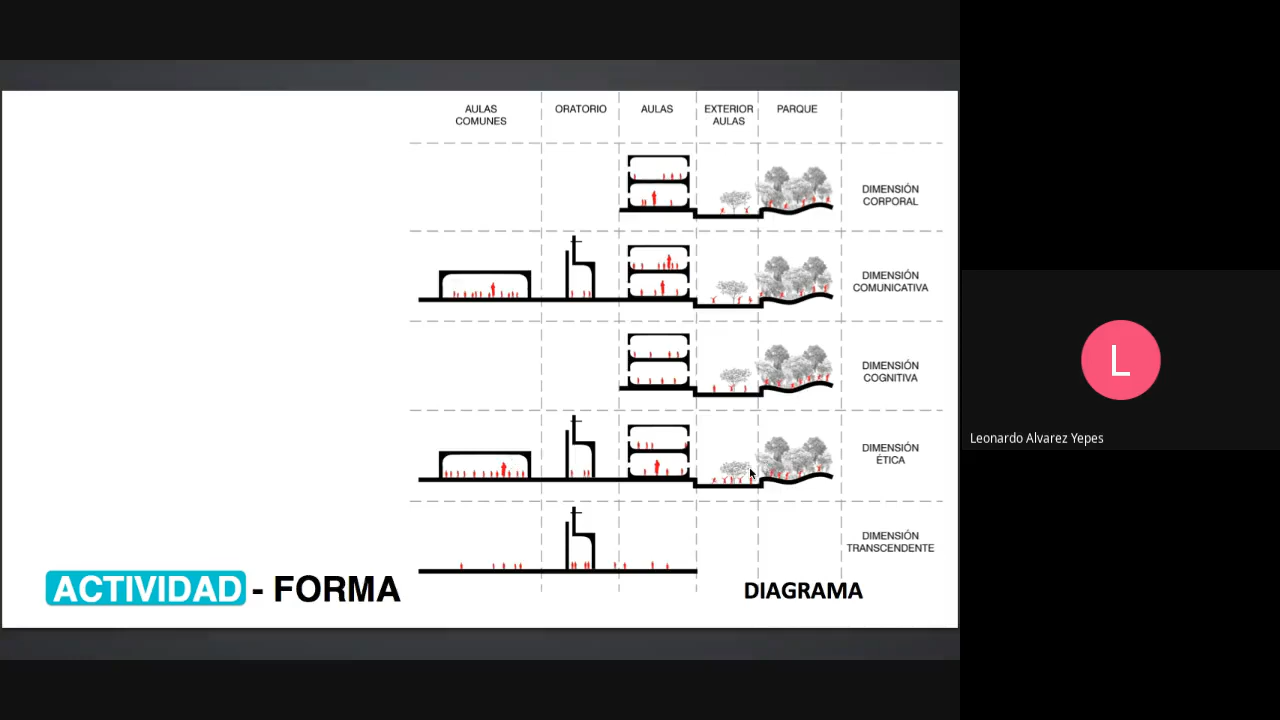 AULAS
COMUNES
ORATORIO
AULAS
EXTERIOR
AULAS
PARQUE
DIMENSIÓN
CORPORAL
DIMENSIÓN
COMUNICATIVA
DIMENSIÓN
COGNITIVA
DIMENSIÓN
ÉTICA
DIMENSIÓN
TRANSCENDENTE
ACTIVIDAD - FORMA
DIAGRAMA
L
Leonardo Alvarez Yepes